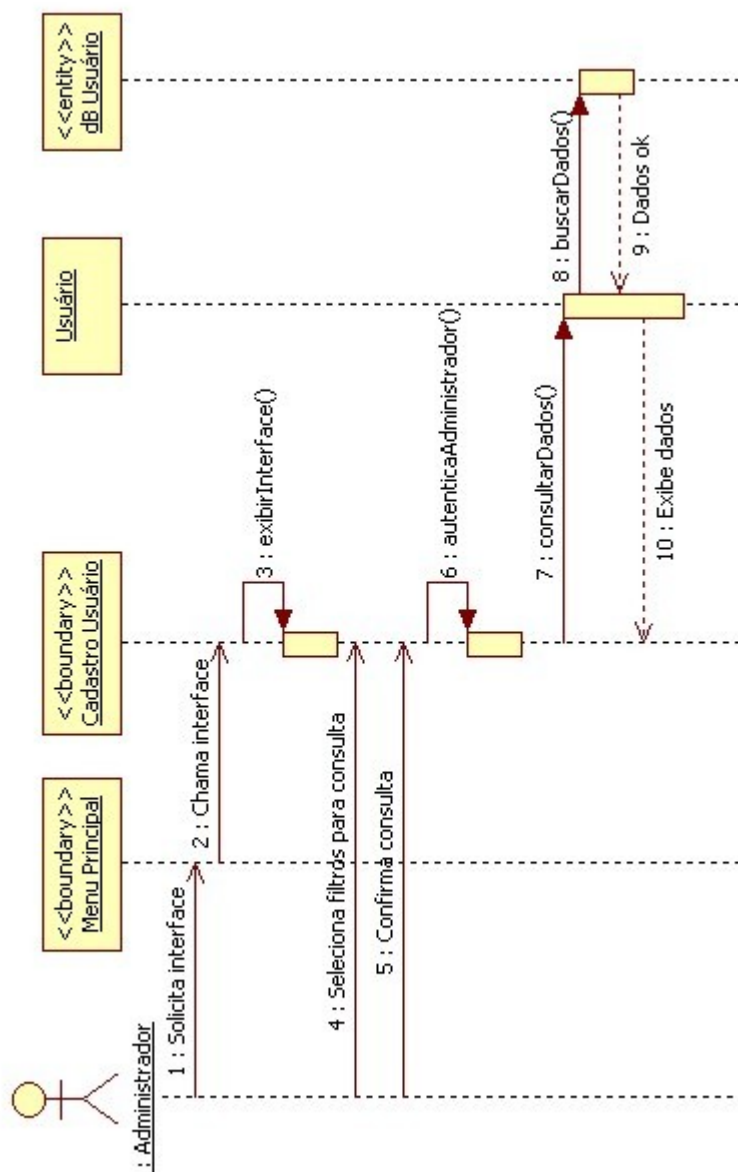 : Administrador
<<boundary>>
Menu Principal
<<boundary>>
Cadastro Usuário
Usuário
<<entity>>
dB Usuário
1 : Solicita interface
2 : Chama interface
3 : exibirInterface()
4 : Seleciona filtros para consulta
5 : Confirma consulta
6 : autenticaAdministrador()
7 : consultarDados()
8 : buscarDados()
9 : Dados ok
10 : Exibe dados